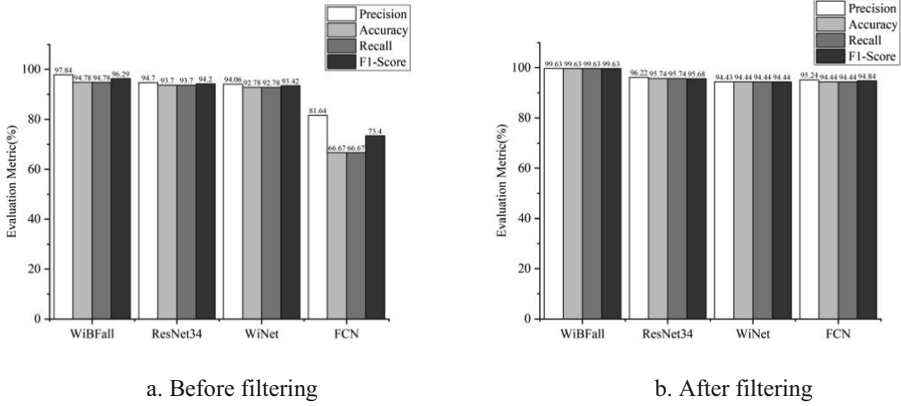 Precision
Accuracy
Recall
F1-Score
Evaluation Metric(%)
100
80
60
40
20
0
97.84
94.78 94.78
96.29
94.7
93.7
93.7
94.2
94.06
92.78 92.78
93.42
81.64
66.67 66.67
73.4
WiBFall
ResNet34
WiNet
FCN
a. Before filtering
Precision
Accuracy
Recall
F1-Score
Evaluation Metric(%)
100
80
60
40
20
0
99.63 99.63 99.63 99.63
96.22
95.74 95.74 95.68
94.43 94.44 94.44 94.44
95.24
94.44 94.44
94.84
WiBFall
ResNet34
WiNet
FCN
b. After filtering